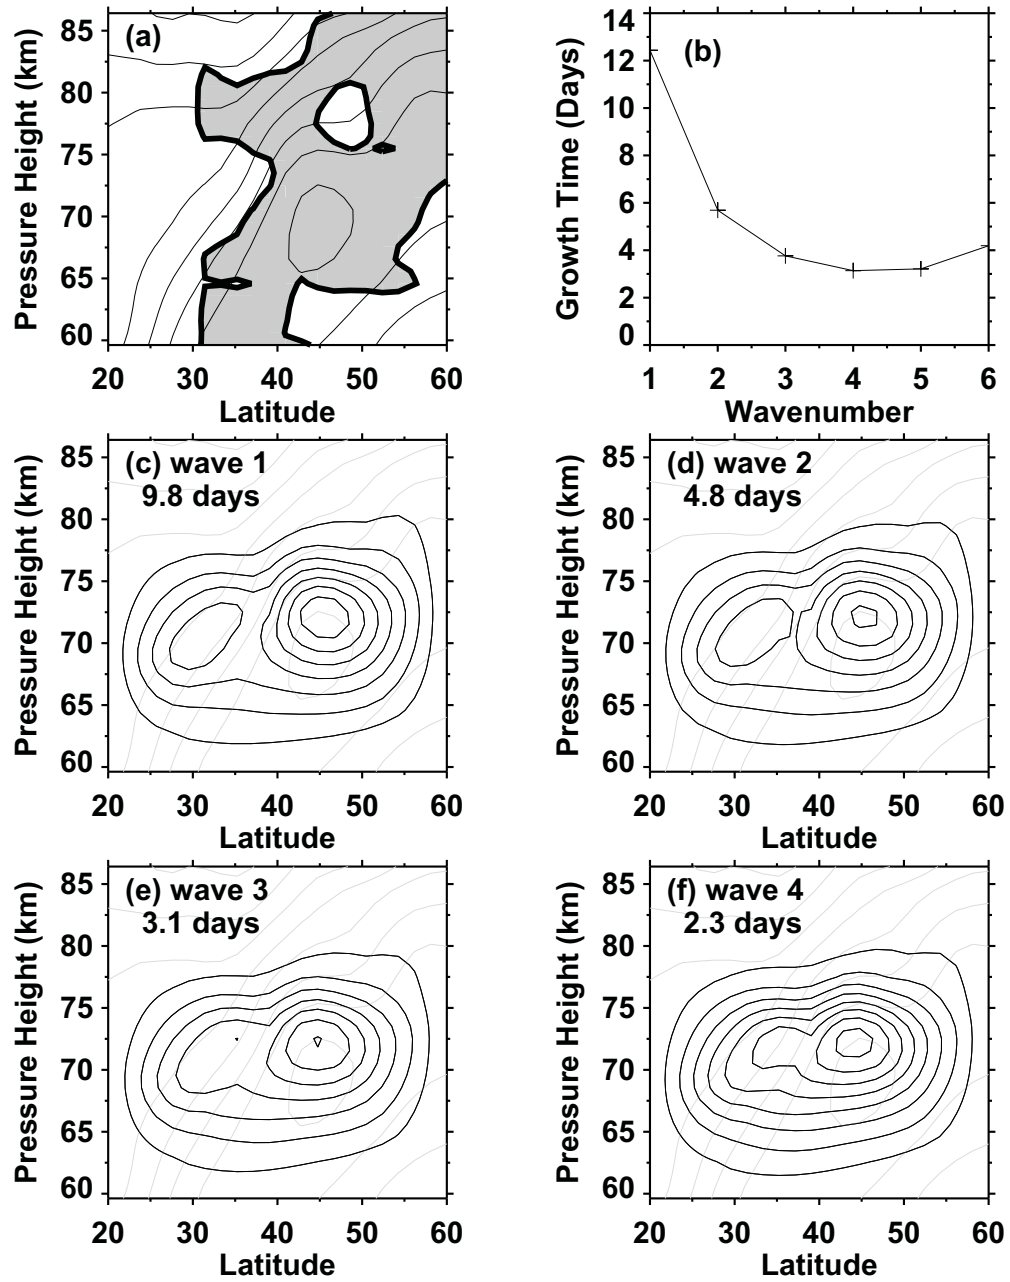 (a)
Pressure Height (km)
85
80
75
70
65
60
20 30 40 50 60
Latitude
(b)
Growth Time (Days)
14
12
10
8
6
4
2
0
1 2 3 4 5 6
Wavenumber
(c) wave 1
9.8 days
Pressure Height (km)
85
80
75
70
65
60
20 30 40 50 60
Latitude
(d) wave 2
4.8 days
Pressure Height (km)
85
80
75
70
65
60
20 30 40 50 60
Latitude
(e) wave 3
3.1 days
Pressure Height (km)
85
80
75
70
65
60
20 30 40 50 60
Latitude
(f) wave 4
2.3 days
Pressure Height (km)
85
80
75
70
65
60
20 30 40 50 60
Latitude